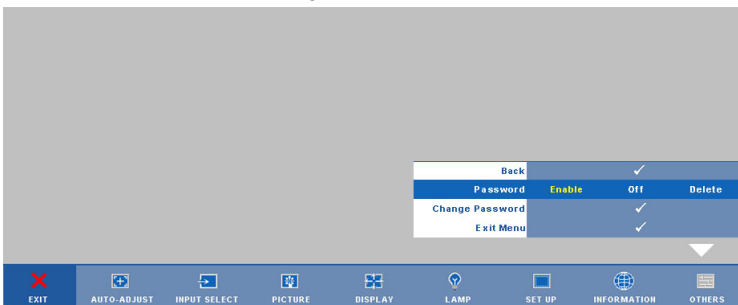 Back
Password Enable Off Delete
Change Password
Exit Menu
EXIT AUTO-ADJUST INPUT SELECT PICTURE DISPLAY LAMP SET UP INFORMATION OTHERS